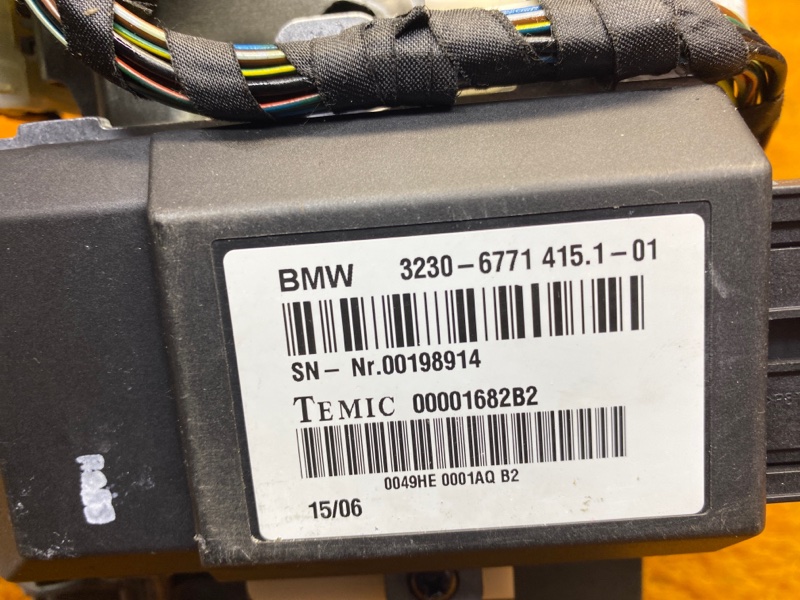 BMW 3230-6771 415.1-01
SN- Nr.00198914
TEMIC 00001682B2
0049HE 0001AQ B2
15/06